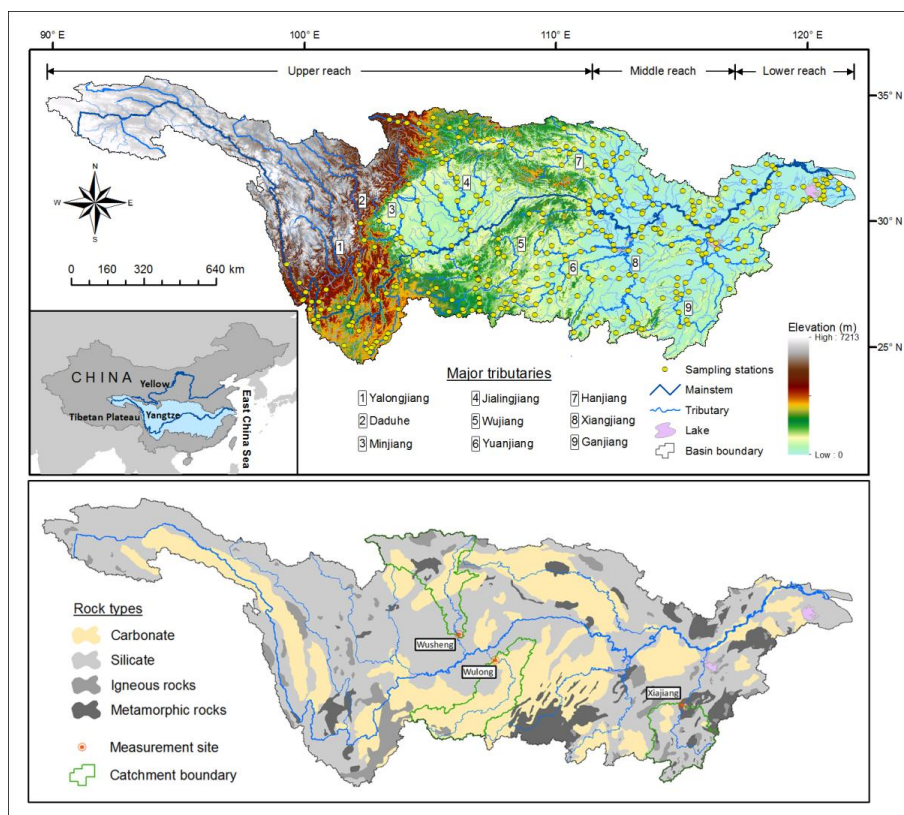 90° E
100° E
110° E
120° E
Upper reach
Middle reach
Lower reach
35° N
30° N
25° N
N
W
E
S
0 160 320 640 km
1
2
3
4
5
6
7
8
9
CHINA
Yellow
Tibetan Plateau
Yangtze
East China Sea
Major tributaries
1 Yalongjiang
2 Daduhe
3 Minjiang
4 Jialingjiang
5 Wujiang
6 Yuanjiang
7 Hanjiang
8 Xiangjiang
9 Ganjiang
Sampling stations
Mainstem
Tributary
Lake
Basin boundary
Elevation (m)
High : 7213
Low : 0
Rock types
Carbonate
Silicate
Igneous rocks
Metamorphic rocks
Measurement site
Catchment boundary
Wusheng
Wulong
Xiajiang